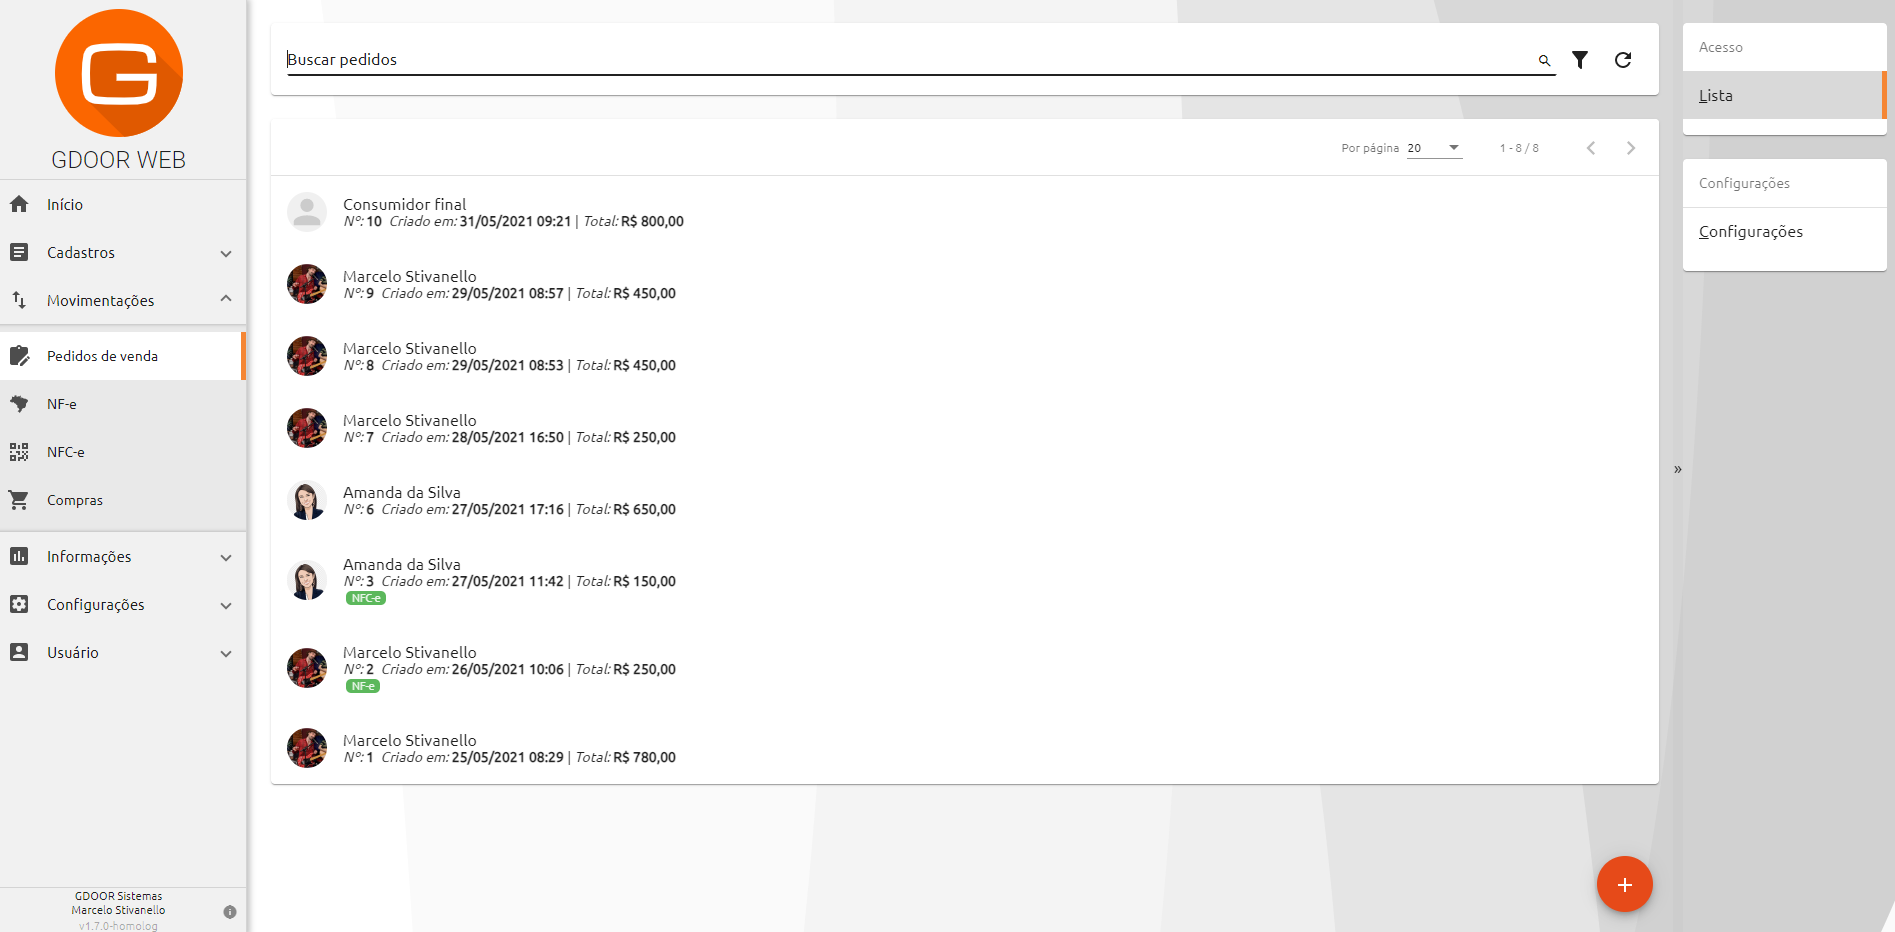 GDOOR WEB
Início
Cadastros
Movimentações
Pedidos de venda
NF-e
NFC-e
Compras
Informações
Configurações
Usuário
GDOOR Sistemas
Marcelo Stivanello
v1.7.0-homolog
Buscar pedidos
Por página 20 1 - 8 / 8
Consumidor final
Nº: 10 Criado em: 31/05/2021 09:21 | Total: R$ 800,00
Marcelo Stivanello
Nº: 9 Criado em: 29/05/2021 08:57 | Total: R$ 450,00
Marcelo Stivanello
Nº: 8 Criado em: 29/05/2021 08:53 | Total: R$ 450,00
Marcelo Stivanello
Nº: 7 Criado em: 28/05/2021 16:50 | Total: R$ 250,00
Amanda da Silva
Nº: 6 Criado em: 27/05/2021 17:16 | Total: R$ 650,00
Amanda da Silva
Nº: 3 Criado em: 27/05/2021 11:42 | Total: R$ 150,00
NFC-e
Marcelo Stivanello
Nº: 2 Criado em: 26/05/2021 10:06 | Total: R$ 250,00
NF-e
Marcelo Stivanello
Nº: 1 Criado em: 25/05/2021 08:29 | Total: R$ 780,00
»
Acesso
Lista
Configurações
Configurações